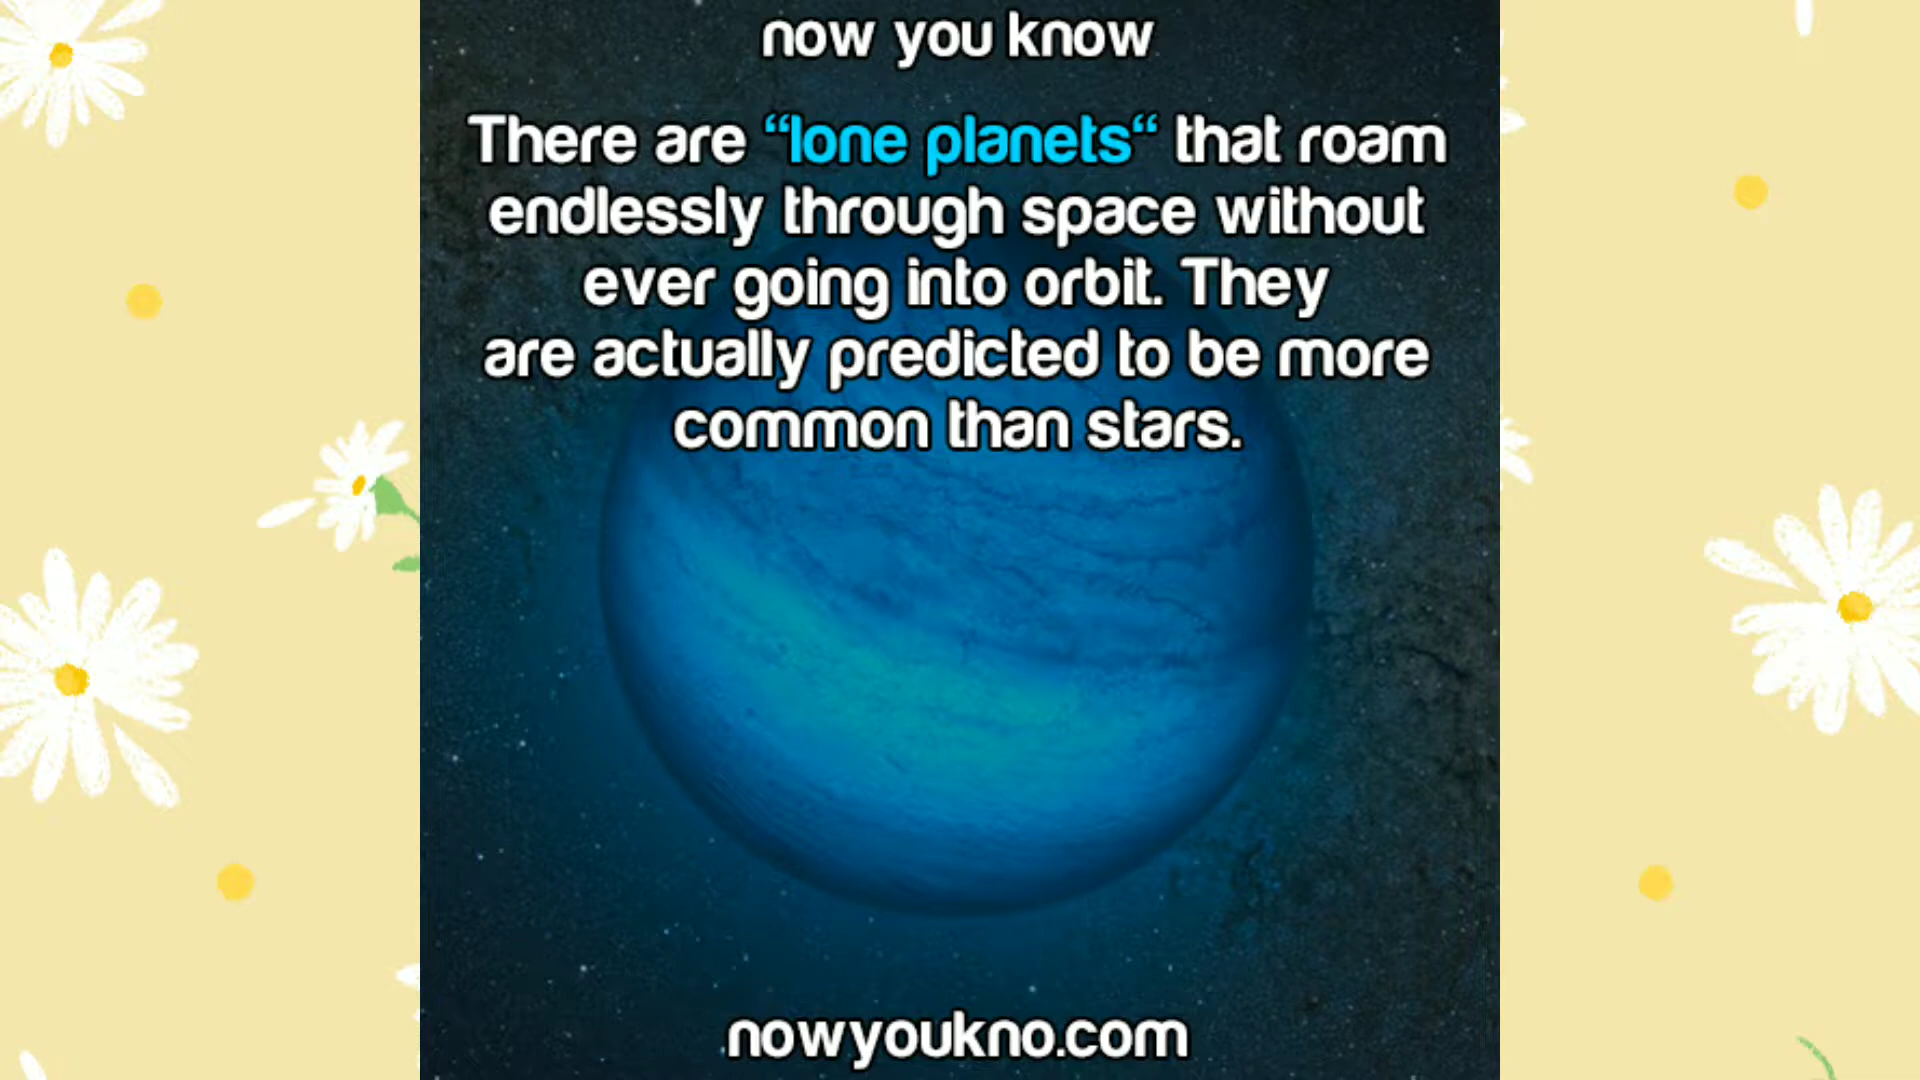 now you know
There are “lone planets“ that roam
endlessly through space without
ever going into orbit. They
are actually predicted to be more
common than stars.
nowyoukno.com